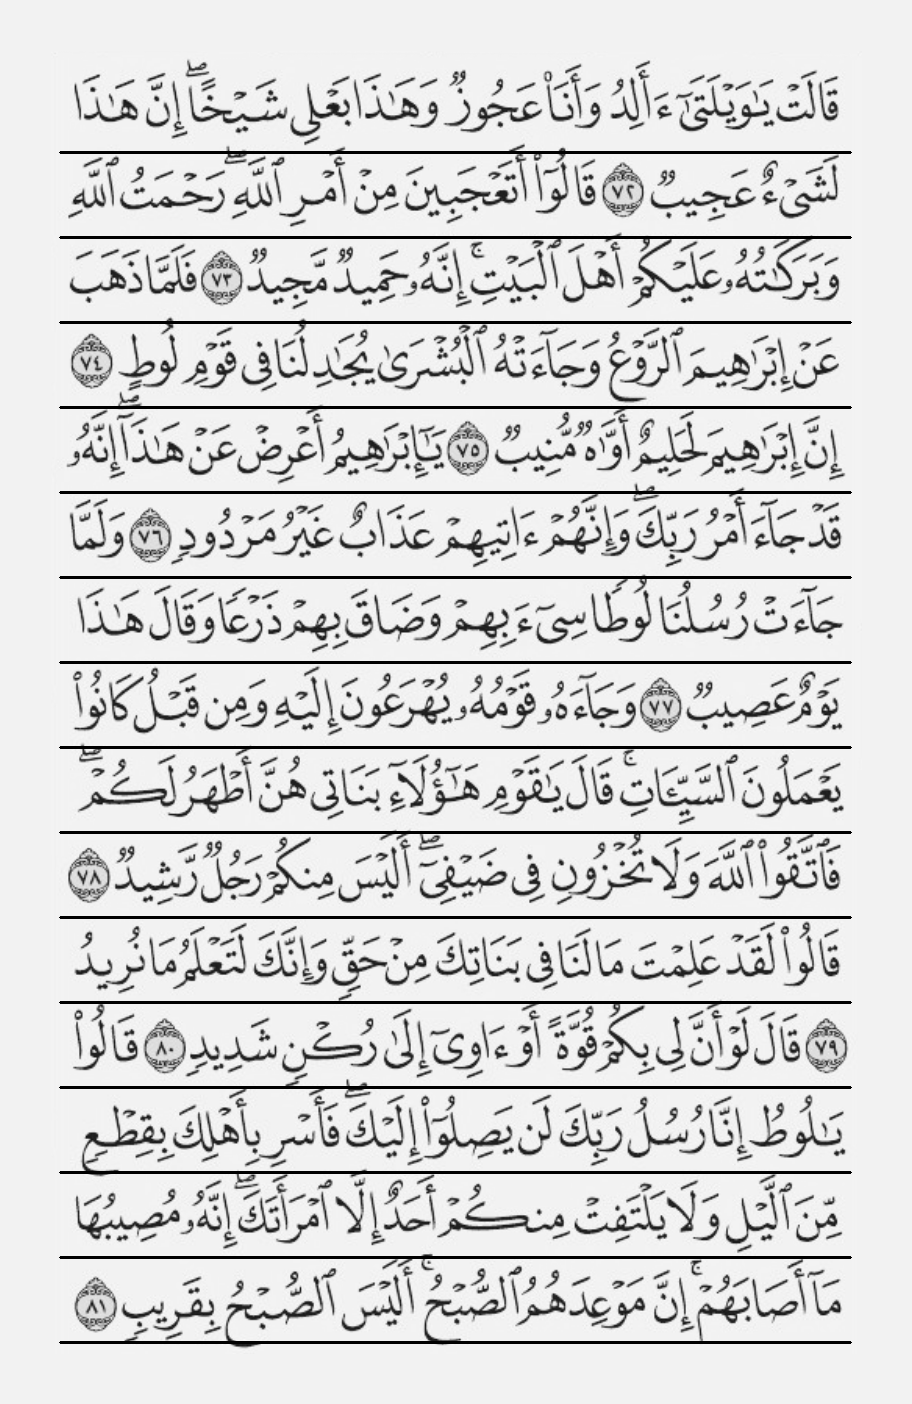 قَالَتْ يَـٰوَيْلَتَىٰٓ ءَأَلِدُ وَأَنَا۠ عَجُوزٌ وَهَـٰذَا بَعْلِى شَيْخًا ۖ إِنَّ هَـٰذَا
لَشَىْءٌ عَجِيبٌ ٧٢ قَالُوٓا۟ أَتَعْجَبِينَ مِنْ أَمْرِ ٱللَّهِ ۖ رَحْمَتُ ٱللَّهِ
وَبَرَكَـٰتُهُۥ عَلَيْكُمْ أَهْلَ ٱلْبَيْتِ ۚ إِنَّهُۥ حَمِيدٌ مَّجِيدٌ ٧٣ فَلَمَّا ذَهَبَ
عَنْ إِبْرَٰهِيمَ ٱلرَّوْعُ وَجَآءَتْهُ ٱلْبُشْرَىٰ يُجَـٰدِلُنَا فِى قَوْمِ لُوطٍ ٧٤
إِنَّ إِبْرَٰهِيمَ لَحَلِيمٌ أَوَّٰهٌ مُّنِيبٌ ٧٥ يَـٰٓإِبْرَٰهِيمُ أَعْرِضْ عَنْ هَـٰذَآ ۖ إِنَّهُۥ
قَدْ جَآءَ أَمْرُ رَبِّكَ ۖ وَإِنَّهُمْ ءَاتِيهِمْ عَذَابٌ غَيْرُ مَرْدُودٍ ٧٦ وَلَمَّا
جَآءَتْ رُسُلُنَا لُوطًا سِىٓءَ بِهِمْ وَضَاقَ بِهِمْ ذَرْعًا وَقَالَ هَـٰذَا
يَوْمٌ عَصِيبٌ ٧٧ وَجَآءَهُۥ قَوْمُهُۥ يُهْرَعُونَ إِلَيْهِ وَمِن قَبْلُ كَانُوا۟
يَعْمَلُونَ ٱلسَّيِّـَٔاتِ ۚ قَالَ يَـٰقَوْمِ هَـٰٓؤُلَآءِ بَنَاتِى هُنَّ أَطْهَرُ لَكُمْ ۖ
فَٱتَّقُوا۟ ٱللَّهَ وَلَا تُخْزُونِ فِى ضَيْفِىٓ ۖ أَلَيْسَ مِنكُمْ رَجُلٌ رَّشِيدٌ ٧٨
قَالُوا۟ لَقَدْ عَلِمْتَ مَا لَنَا فِى بَنَاتِكَ مِنْ حَقٍّ وَإِنَّكَ لَتَعْلَمُ مَا نُرِيدُ
٧٩ قَالَ لَوْ أَنَّ لِى بِكُمْ قُوَّةً أَوْ ءَاوِىٓ إِلَىٰ رُكْنٍ شَدِيدٍ ٨٠ قَالُوا۟
يَـٰلُوطُ إِنَّا رُسُلُ رَبِّكَ لَن يَصِلُوٓا۟ إِلَيْكَ ۖ فَأَسْرِ بِأَهْلِكَ بِقِطْعٍ
مِّنَ ٱلَّيْلِ وَلَا يَلْتَفِتْ مِنكُمْ أَحَدٌ إِلَّا ٱمْرَأَتَكَ ۖ إِنَّهُۥ مُصِيبُهَا
مَآ أَصَابَهُمْ ۚ إِنَّ مَوْعِدَهُمُ ٱلصُّبْحُ ۚ أَلَيْسَ ٱلصُّبْحُ بِقَرِيبٍ ٨١